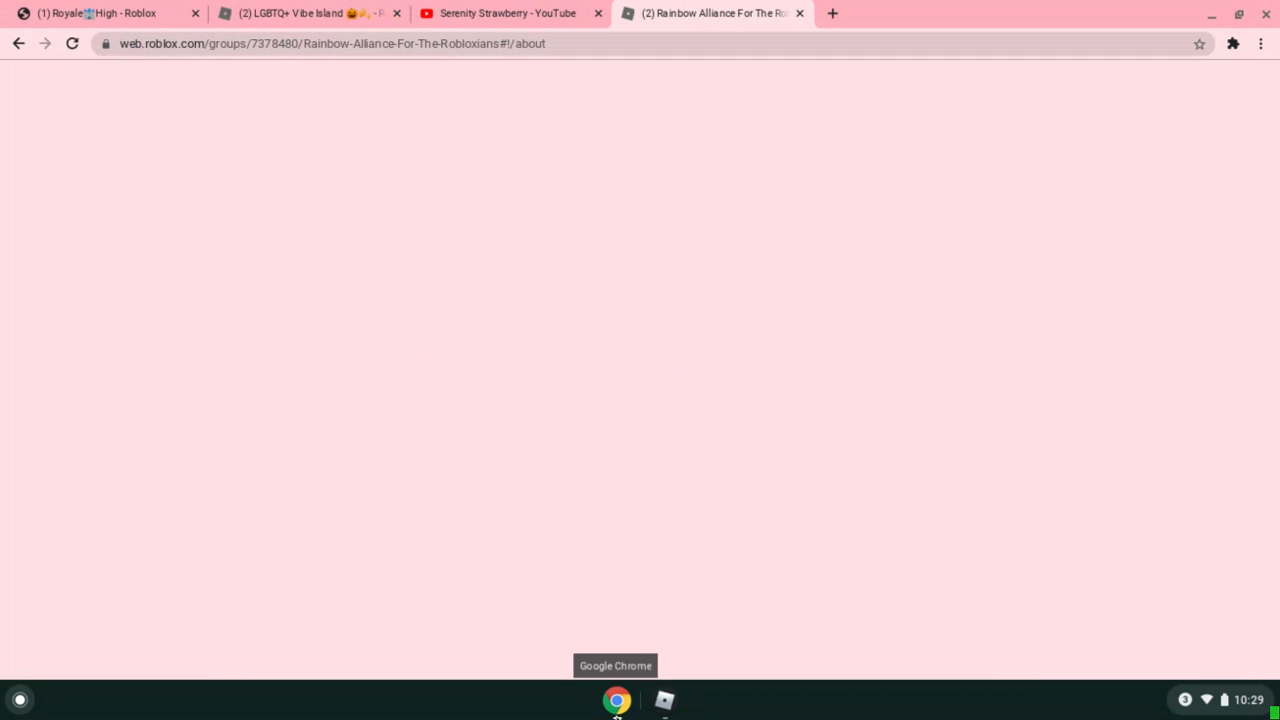 (1) Royale🏰High - Roblox
(2) LGBTQ+ Vibe Island 🎃🍂 - R
Serenity Strawberry - YouTube
(2) Rainbow Alliance For The Ro
web.roblox.com/groups/7378480/Rainbow-Alliance-For-The-Robloxians#!/about
Google Chrome
3
10:29